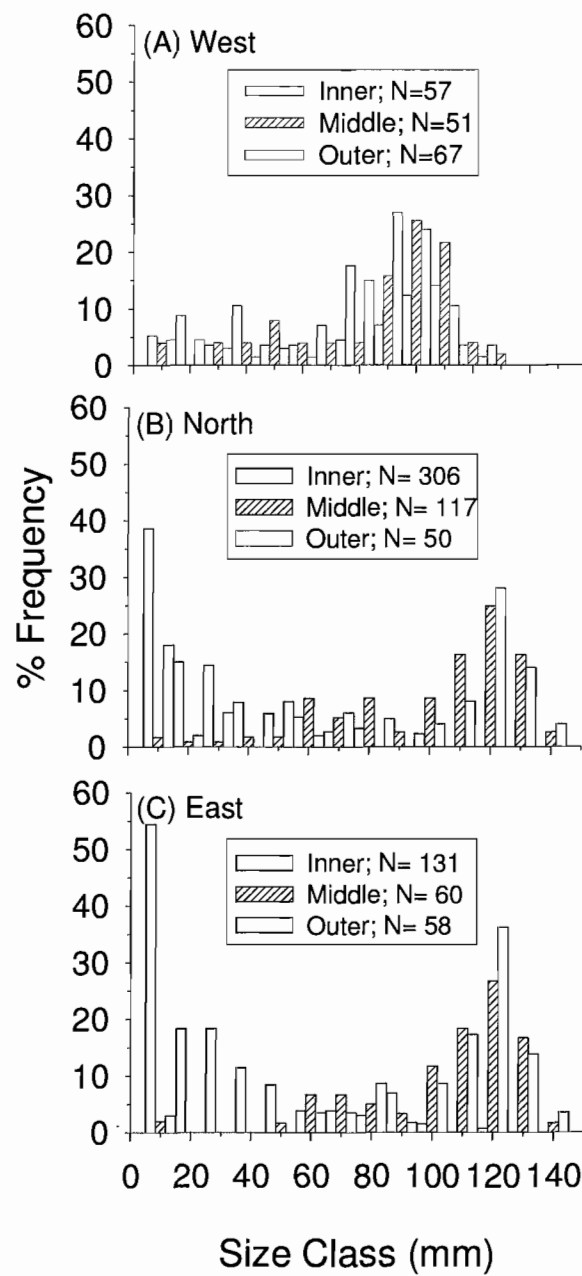 60
50
40
30
20
10
0
(A) West
Inner; N=57
Middle; N=51
Outer; N=67
60
50
40
30
20
10
0
(B) North
Inner; N= 306
Middle; N= 117
Outer; N= 50
% Frequency
60
50
40
30
20
10
0
(C) East
Inner; N= 131
Middle; N= 60
Outer; N= 58
0 20 40 60 80 100 120 140
Size Class (mm)